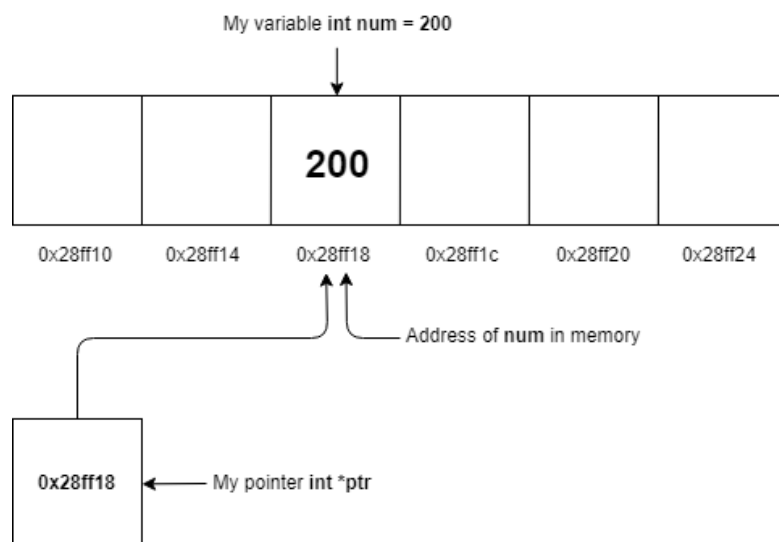 My variable int num = 200
200
0x28ff10 0x28ff14 0x28ff18 0x28ff1c 0x28ff20 0x28ff24
Address of num in memory
0x28ff18
My pointer int *ptr